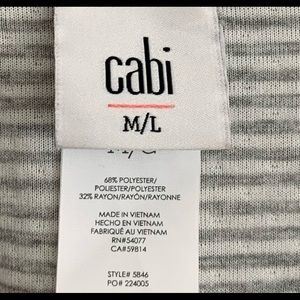 cabi
M/L
68% POLYESTER/
POLIESTER/POLYESTER
32% RAYON/RAYÓN/RAYONNE
MADE IN VIETNAM
HECHO EN VIETNAM
FABRIQUÉ AU VIETNAM
RN#54077
CA#59814
STYLE# 5846
PO# 224005